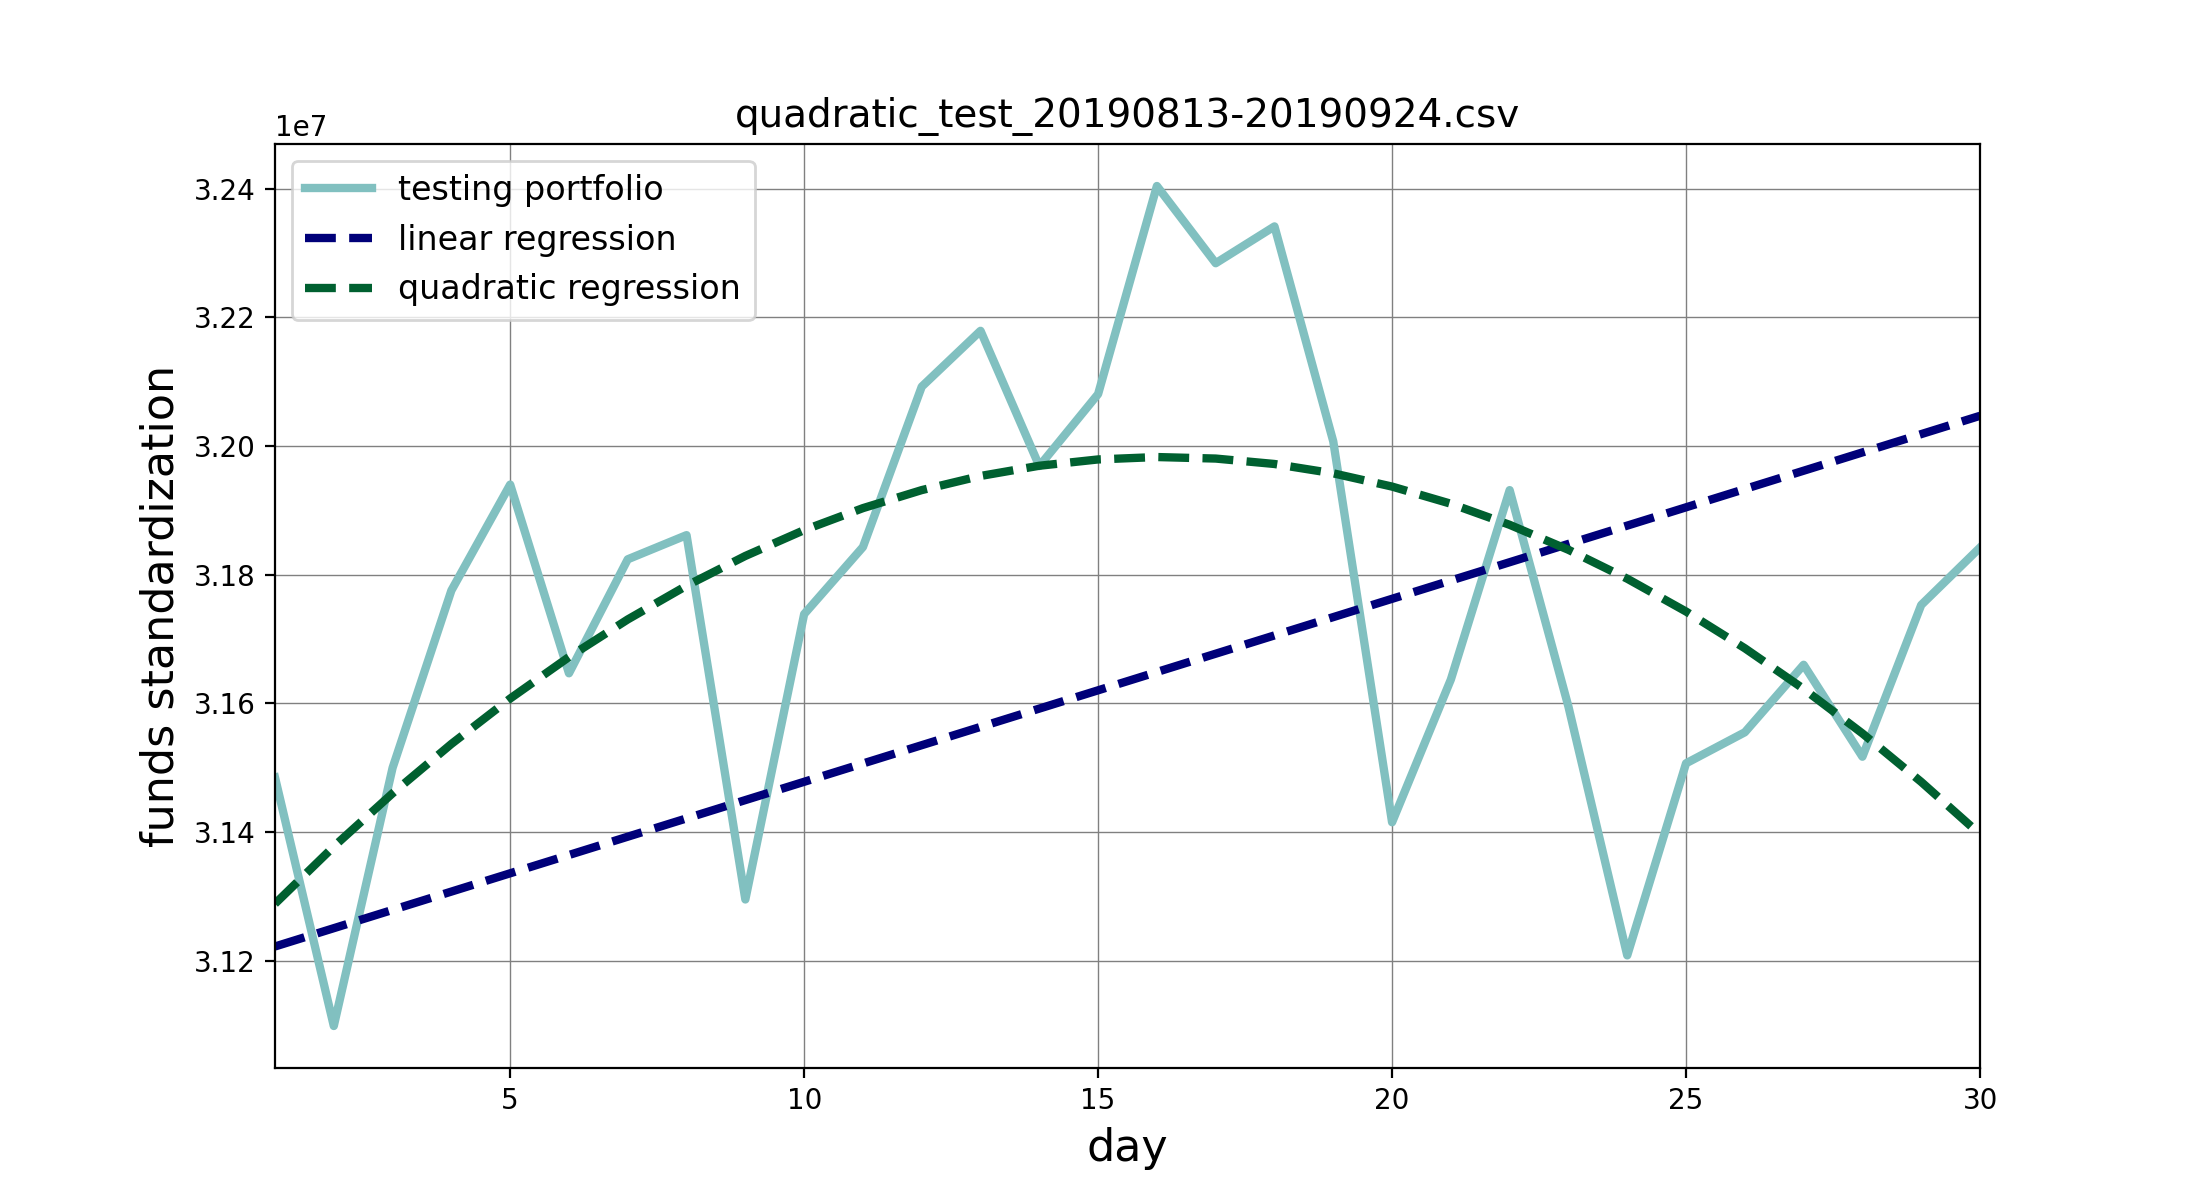 quadratic_test_20190813-20190924.csv
1e7
testing portfolio
linear regression
quadratic regression
3.24
3.22
3.20
3.18
3.16
3.14
3.12
funds standardization
5 10 15 20 25 30
day